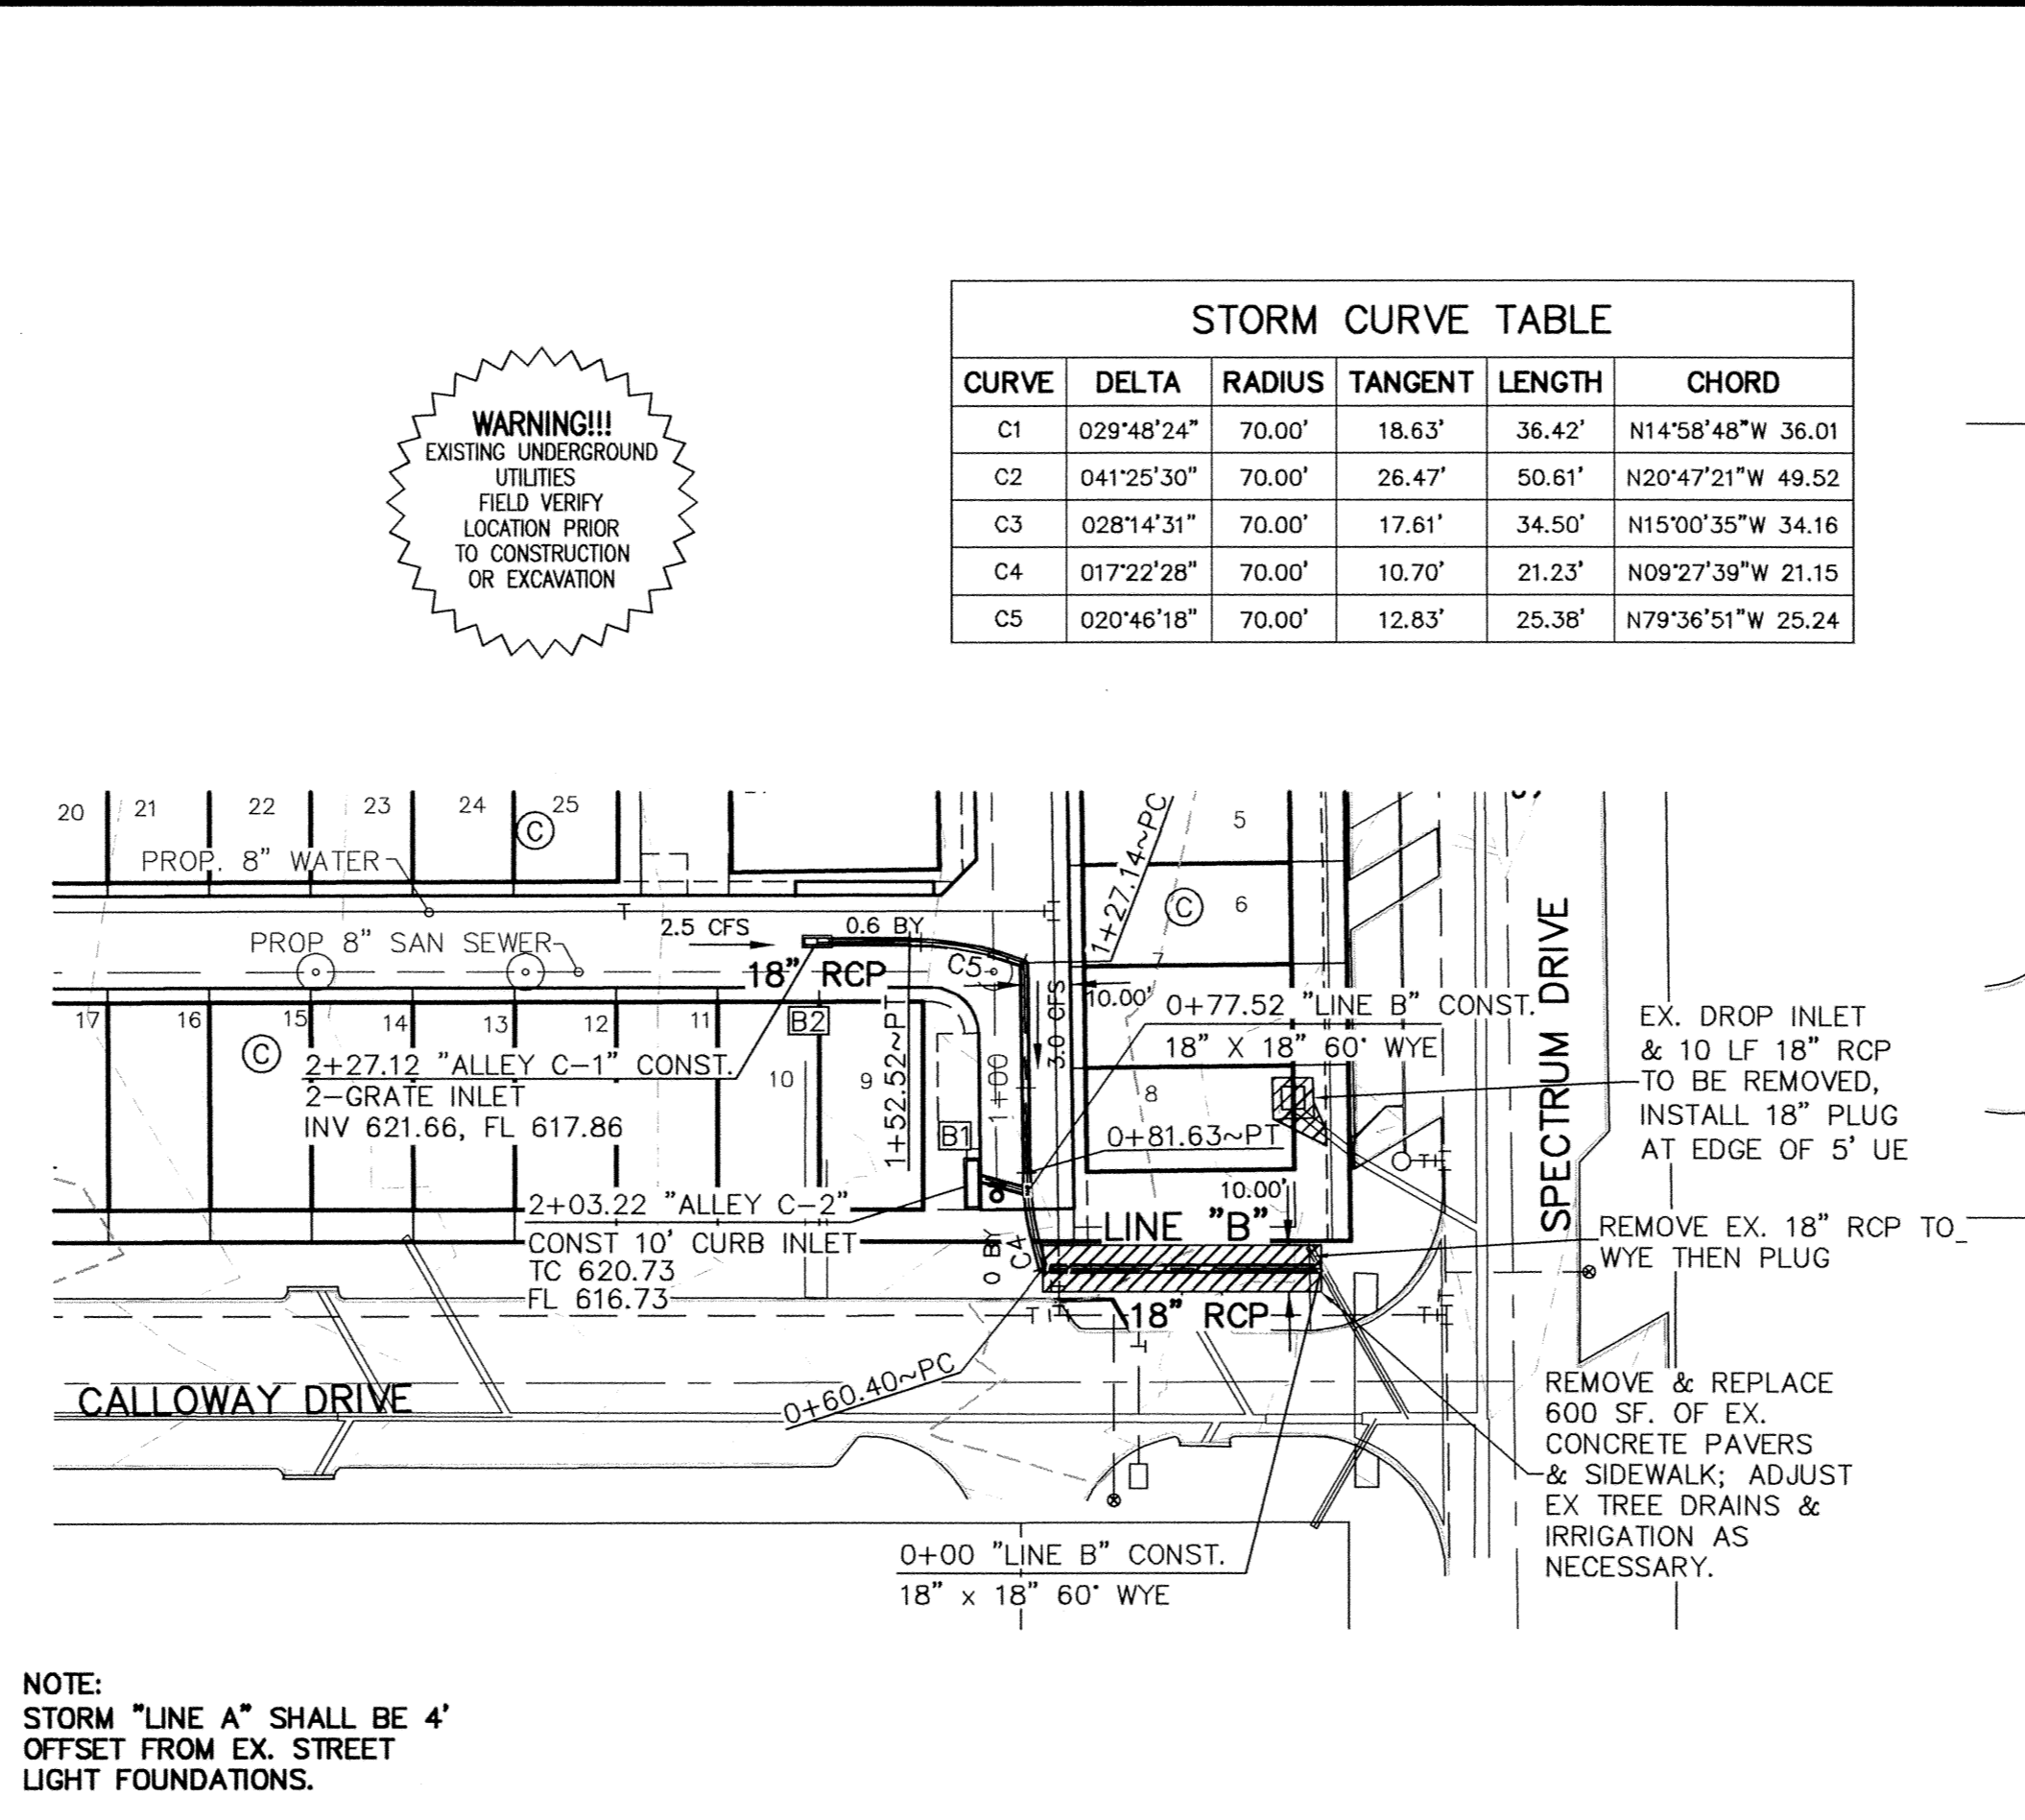 STORM CURVE TABLE
CURVE DELTA RADIUS TANGENT LENGTH CHORD
C1 029°48'24" 70.00' 18.63' 36.42' N14°58'48"W 36.01
C2 041°25'30" 70.00' 26.47' 50.61' N20°47'21"W 49.52
C3 028°14'31" 70.00' 17.61' 34.50' N15°00'35"W 34.16
C4 017°22'28" 70.00' 10.70' 21.23' N09°27'39"W 21.15
C5 020°46'18" 70.00' 12.83' 25.38' N79°36'51"W 25.24
WARNING!!!
EXISTING UNDERGROUND
UTILITIES
FIELD VERIFY
LOCATION PRIOR
TO CONSTRUCTION
OR EXCAVATION
20 21 22 23 24 25
C
PROP. 8" WATER
PROP 8" SAN SEWER
2.5 CFS
0.6 BY
18" RCP
C5
1+27.14~PC
5
C 6
7
8
10.00'
3.0 CFS
1+00
1+52.52~PT
17 16 15 14 13 12 11
C
B2
10 9
B1
2+27.12 "ALLEY C-1" CONST.
2-GRATE INLET
INV 621.66, FL 617.86
0+77.52 "LINE B" CONST.
18" X 18" 60° WYE
0+81.63~PT
2+03.22 "ALLEY C-2"
CONST 10' CURB INLET
TC 620.73
FL 616.73
0 BY
C4
10.00'
LINE "B"
18" RCP
0+60.40~PC
CALLOWAY DRIVE
SPECTRUM DRIVE
EX. DROP INLET
& 10 LF 18" RCP
TO BE REMOVED,
INSTALL 18" PLUG
AT EDGE OF 5' UE
REMOVE EX. 18" RCP TO
WYE THEN PLUG
REMOVE & REPLACE
600 SF. OF EX.
CONCRETE PAVERS
& SIDEWALK; ADJUST
EX TREE DRAINS &
IRRIGATION AS
NECESSARY.
0+00 "LINE B" CONST.
18" x 18" 60° WYE
NOTE:
STORM "LINE A" SHALL BE 4'
OFFSET FROM EX. STREET
LIGHT FOUNDATIONS.